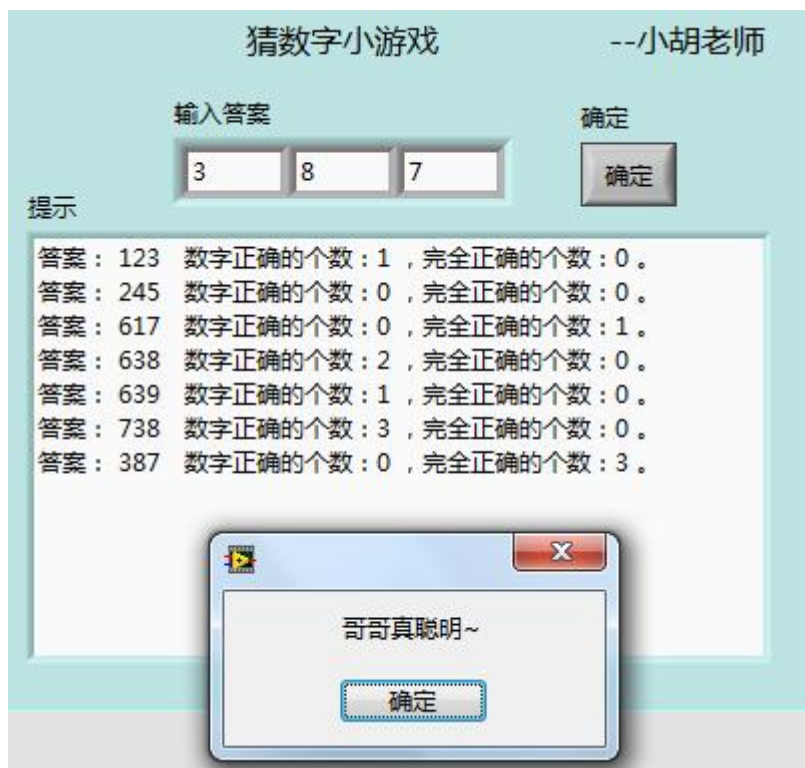 猜数字小游戏 --小胡老师
输入答案 确定
3 8 7 确定
提示
答案： 123 数字正确的个数：1 ，完全正确的个数：0 。
答案： 245 数字正确的个数：0 ，完全正确的个数：0 。
答案： 617 数字正确的个数：0 ，完全正确的个数：1 。
答案： 638 数字正确的个数：2 ，完全正确的个数：0 。
答案： 639 数字正确的个数：1 ，完全正确的个数：0 。
答案： 738 数字正确的个数：3 ，完全正确的个数：0 。
答案： 387 数字正确的个数：0 ，完全正确的个数：3 。
哥哥真聪明~
确定